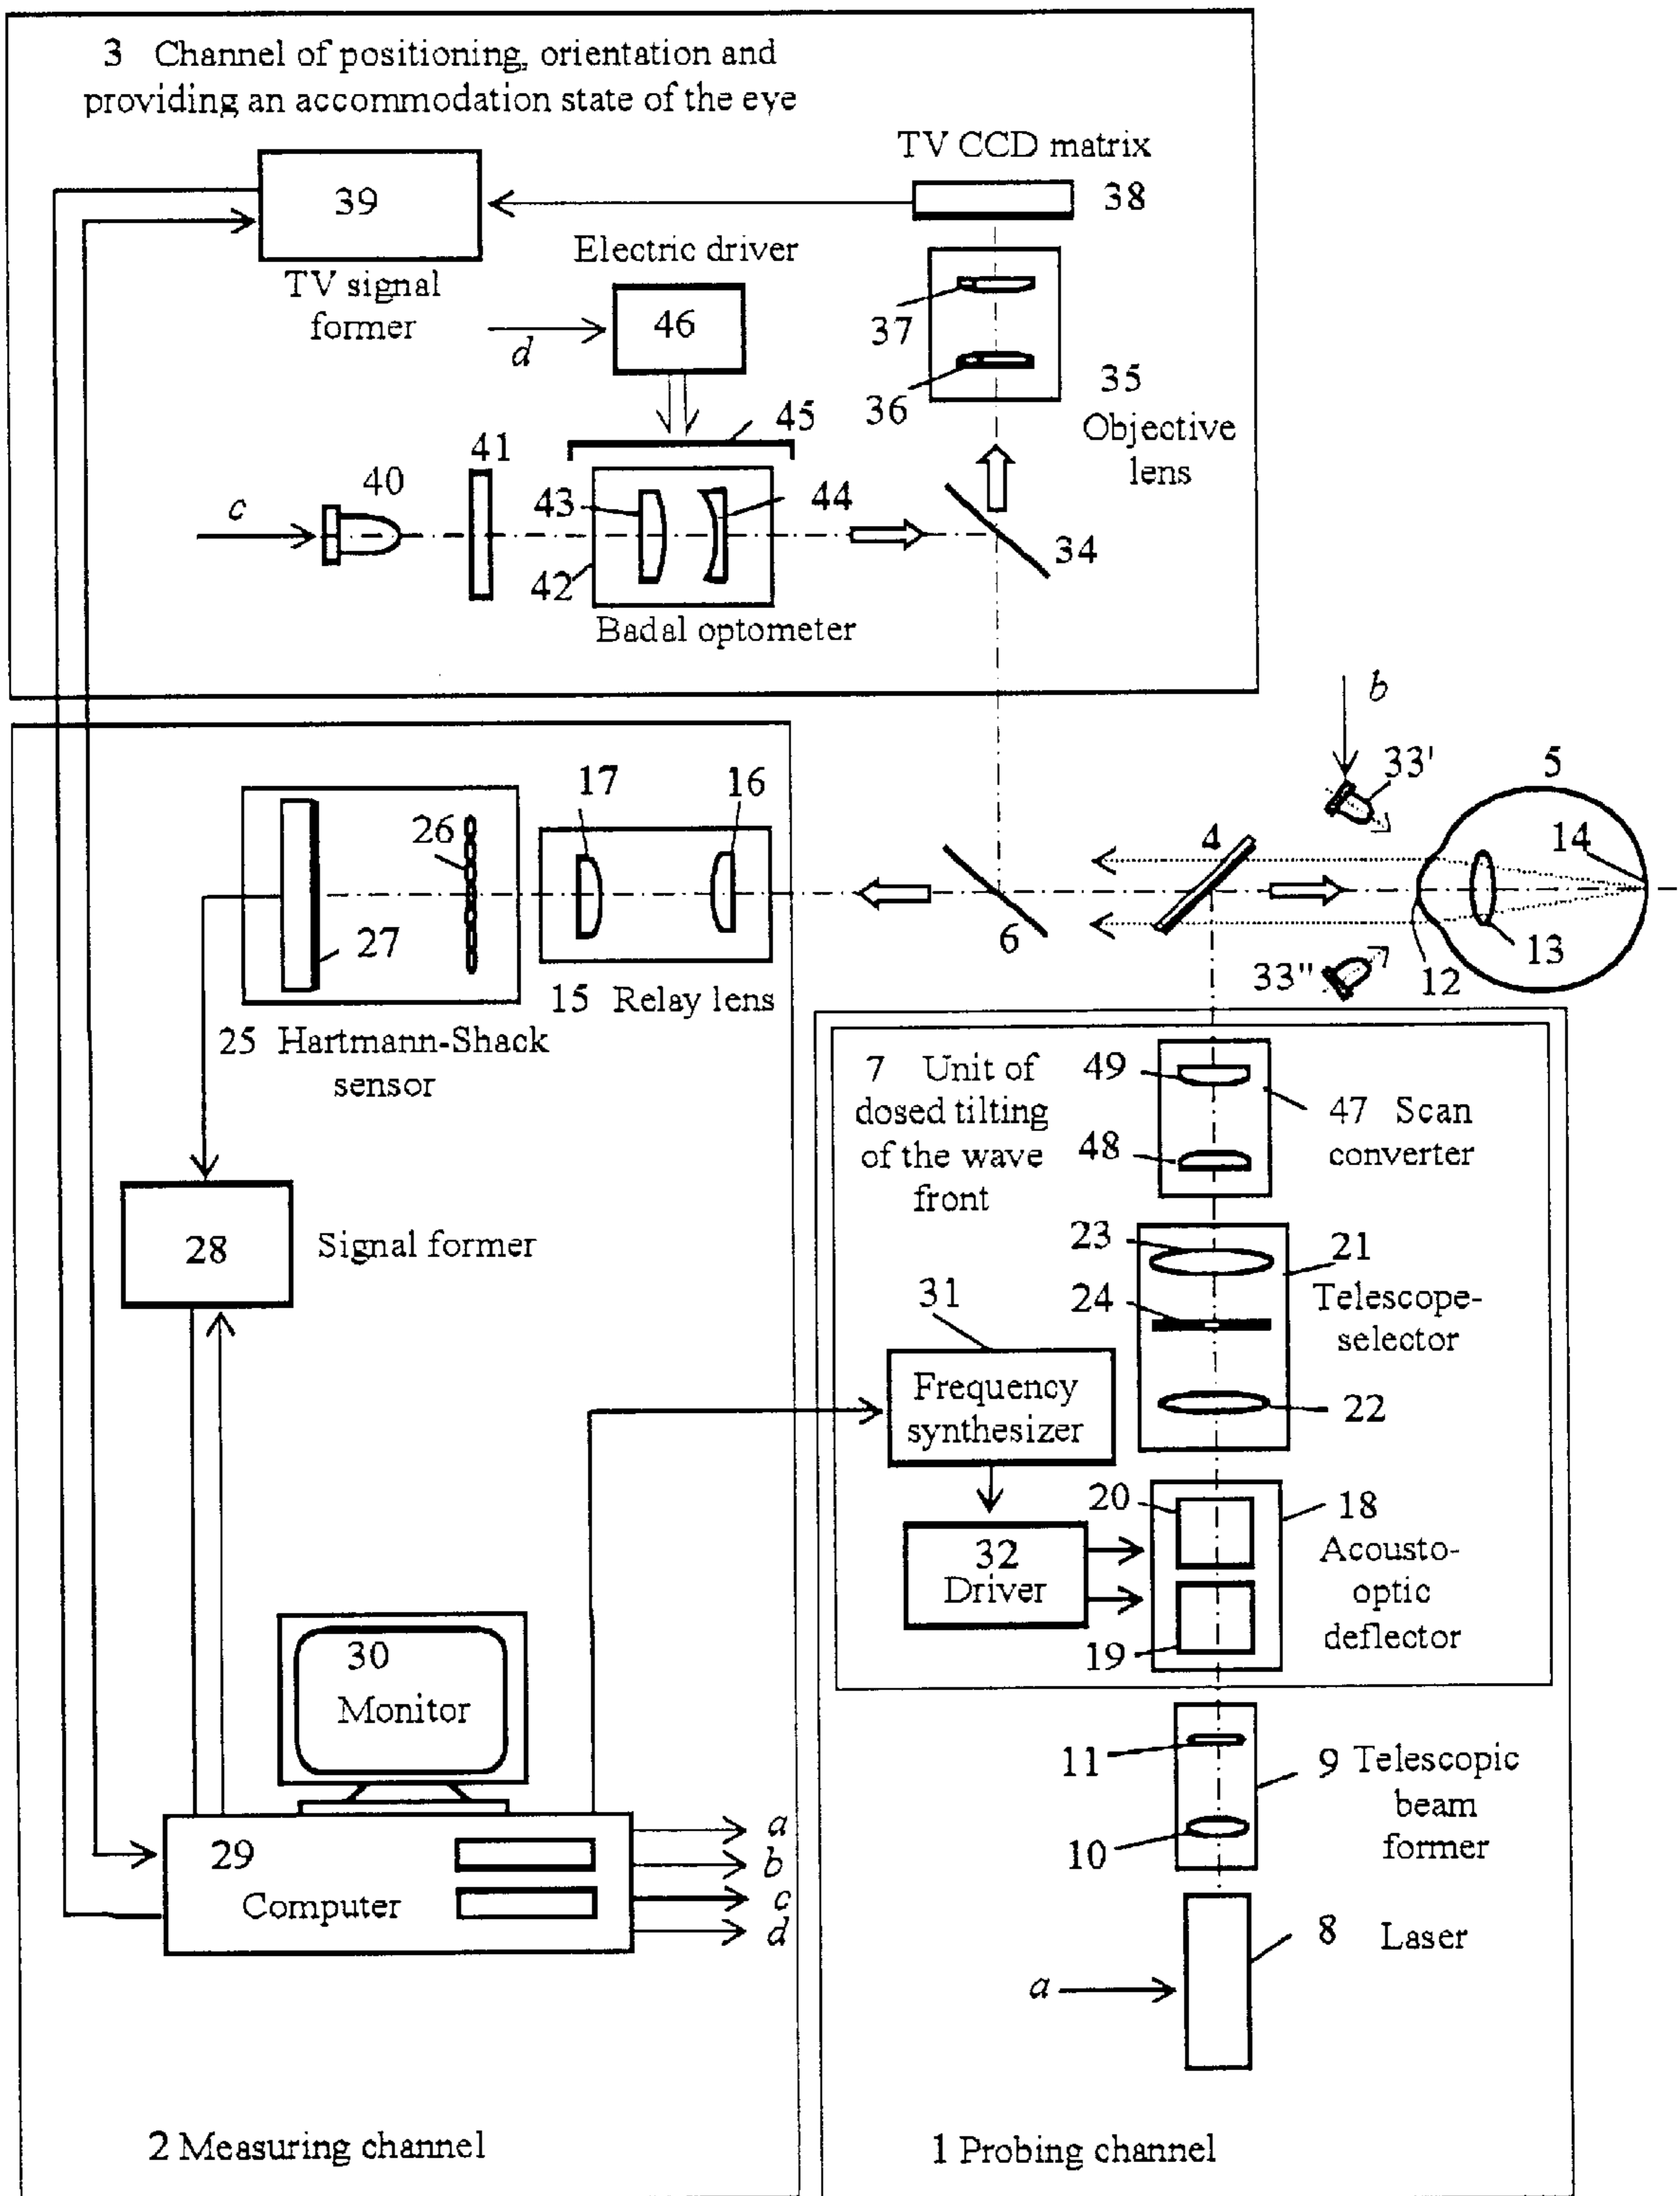 3 Channel of positioning, orientation and
providing an accommodation state of the eye
TV CCD matrix
39
38
Electric driver
TV signal
former
46
d
37
36
35
Objective
lens
45
41
40
43
44
c
34
42
Badal optometer
b
33'
5
17
16
4
14
26
27
6
13
12
33"
15 Relay lens
25 Hartmann-Shack
sensor
7 Unit of
dosed tilting
of the wave
front
49
47 Scan
converter
48
28
Signal former
23
21
Telescope-
selector
24
31
Frequency
synthesizer
22
20
18
Acousto-
optic
deflector
32
Driver
19
30
Monitor
11
9 Telescopic
beam
former
10
29
Computer
a
b
c
d
8 Laser
a
2 Measuring channel
1 Probing channel